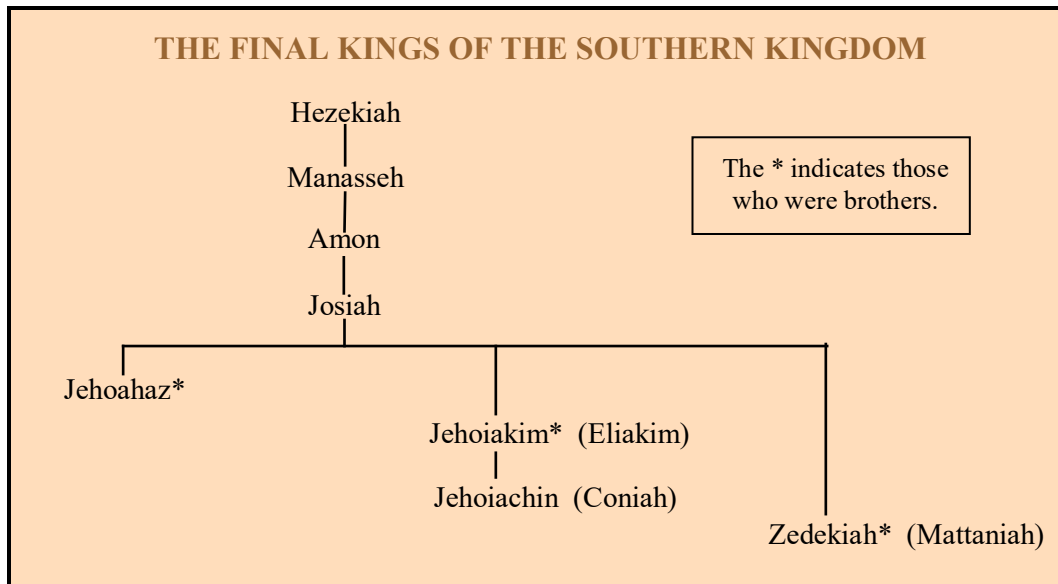 THE FINAL KINGS OF THE SOUTHERN KINGDOM
Hezekiah
The * indicates those
who were brothers.
Manasseh
Amon
Josiah
Jehoahaz*
Jehoiakim* (Eliakim)
Jehoiachin (Coniah)
Zedekiah* (Mattaniah)